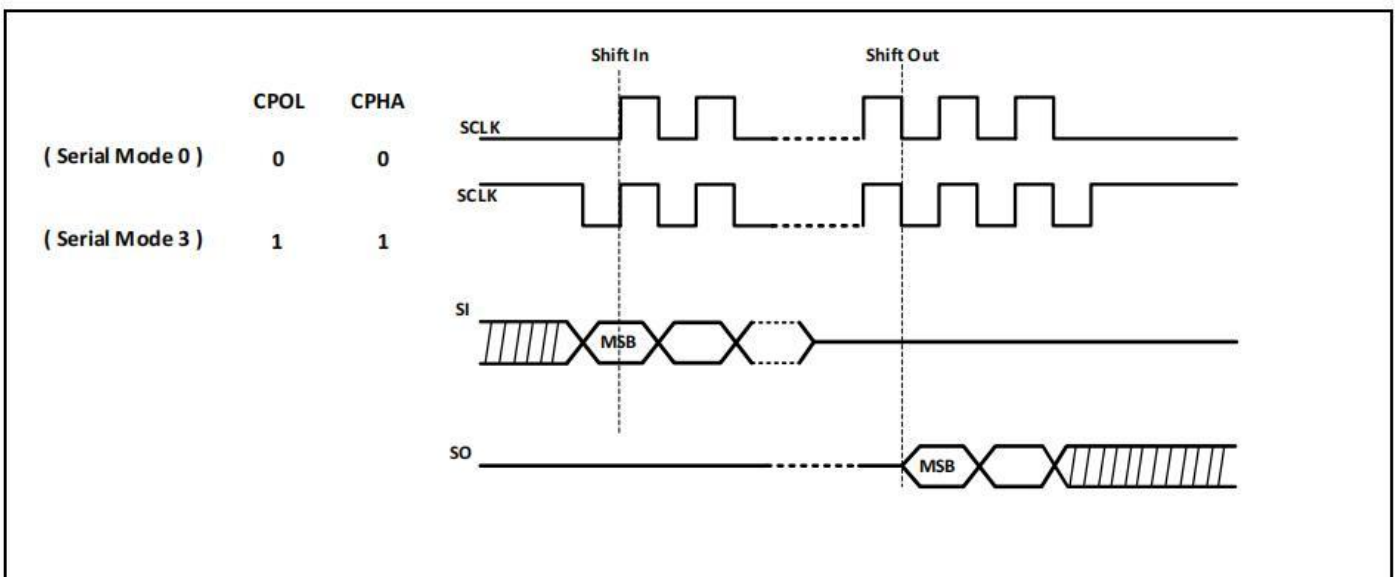 Shift In Shift Out
CPOL CPHA
SCLK
( Serial Mode 0 ) 0 0
SCLK
( Serial Mode 3 ) 1 1
SI
MSB
SO
MSB